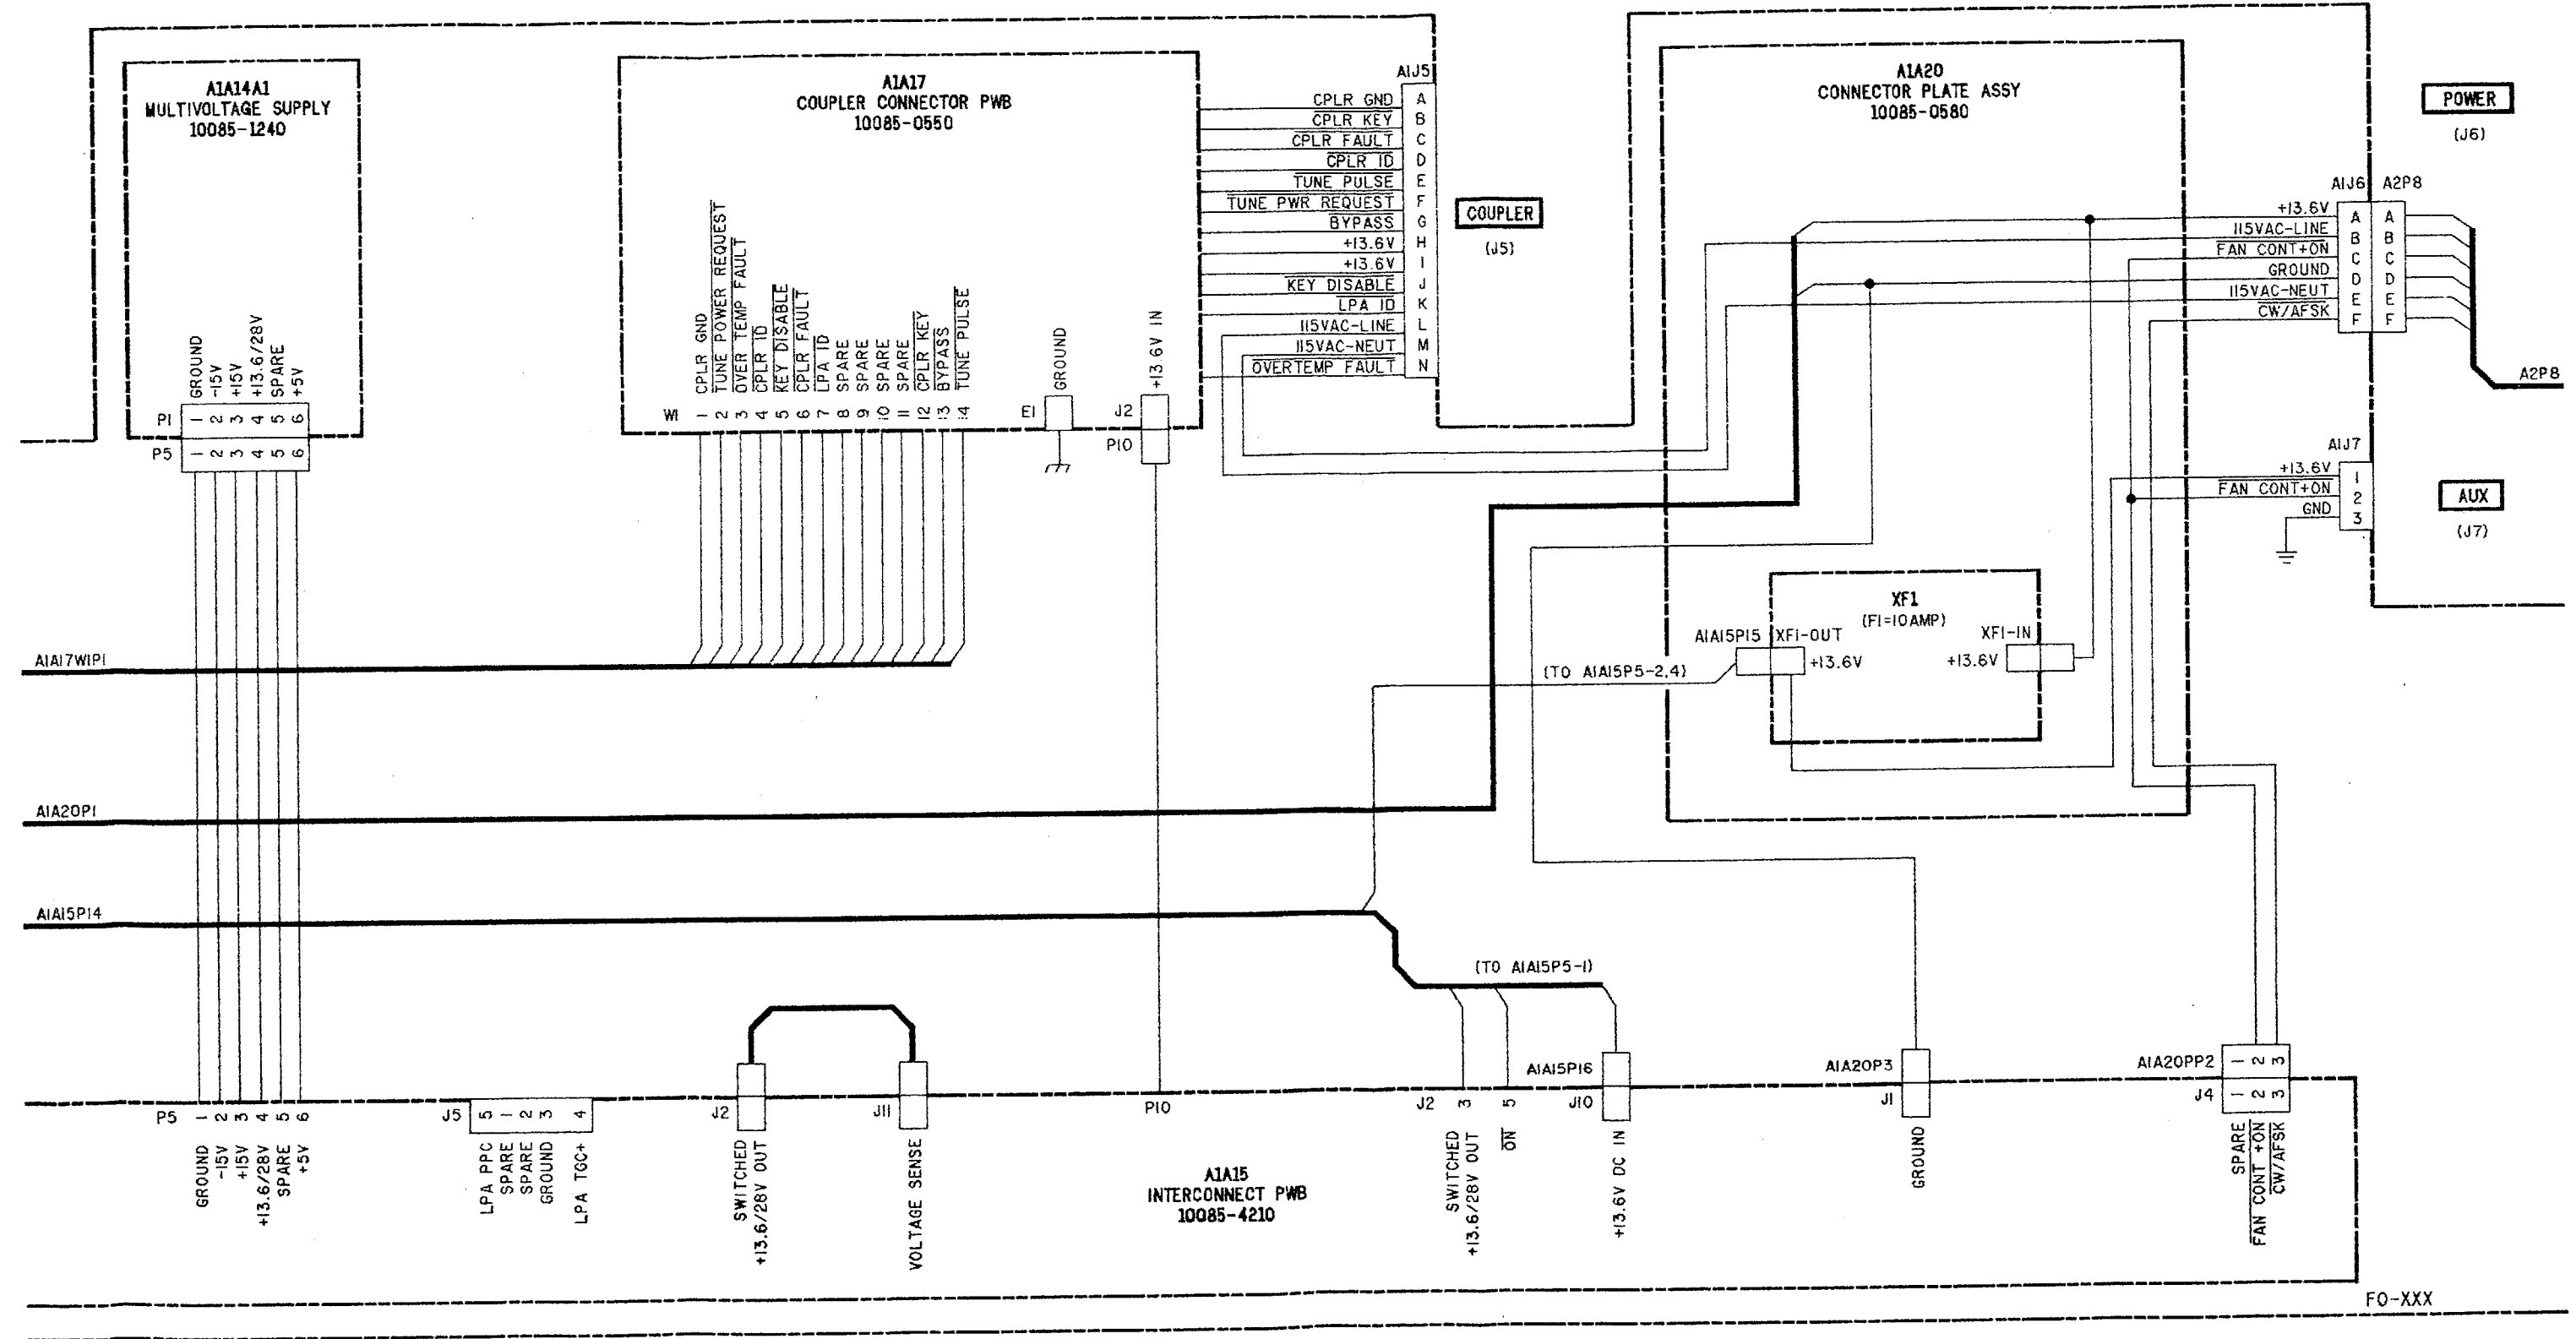 A1A14A1
MULTIVOLTAGE SUPPLY
10085-1240
GROUND
-15V
+15V
+13.6/28V
SPARE
+5V
P1 1 2 3 4 5 6
P5 1 2 3 4 5 6
A1A17
COUPLER CONNECTOR PWB
10085-0550
CPLR GND
TUNE POWER REQUEST
OVER TEMP FAULT
CPLR ID
KEY DISABLE
CPLR FAULT
LPA ID
SPARE
SPARE
SPARE
SPARE
CPLR KEY
BYPASS
TUNE PULSE
W1 1 2 3 4 5 6 7 8 9 10 11 12 13 14
GROUND
E1
+13.6V IN
J2
P10
A1J5
CPLR GND A
CPLR KEY B
CPLR FAULT C
CPLR ID D
TUNE PULSE E
TUNE PWR REQUEST F
BYPASS G
+13.6V H
+13.6V I
KEY DISABLE J
LPA ID K
115VAC-LINE L
115VAC-NEUT M
OVERTEMP FAULT N
COUPLER
(J5)
A1A20
CONNECTOR PLATE ASSY
10085-0580
POWER
(J6)
A1J6 A2P8
+13.6V A A
115VAC-LINE B B
FAN CONT+ON C C
GROUND D D
115VAC-NEUT E E
CW/AFSK F F
A2P8
A1J7
+13.6V 1
FAN CONT+ON 2
GND 3
AUX
(J7)
XF1
(F1=10AMP)
A1A15P15 XF1-OUT
+13.6V
XF1-IN
+13.6V
(TO A1A15P5-2,4)
A1A17W1P1
A1A20P1
A1A15P14
(TO A1A15P5-1)
A1A15P16
A1A20P3
A1A20PP2 1 2 3
P5 1 2 3 4 5 6
GROUND
-15V
+15V
+13.6/28V
SPARE
+5V
J5 5 1 2 3 4
LPA PPC
SPARE
SPARE
GROUND
LPA TGC+
J2
SWITCHED
+13.6/28V OUT
J11
VOLTAGE SENSE
P10
A1A15
INTERCONNECT PWB
10085-4210
J2 3 5
SWITCHED
+13.6/28V OUT
ON
J10
+13.6V DC IN
J1
GROUND
J4 1 2 3
SPARE
FAN CONT +ON
CW/AFSK
FO-XXX